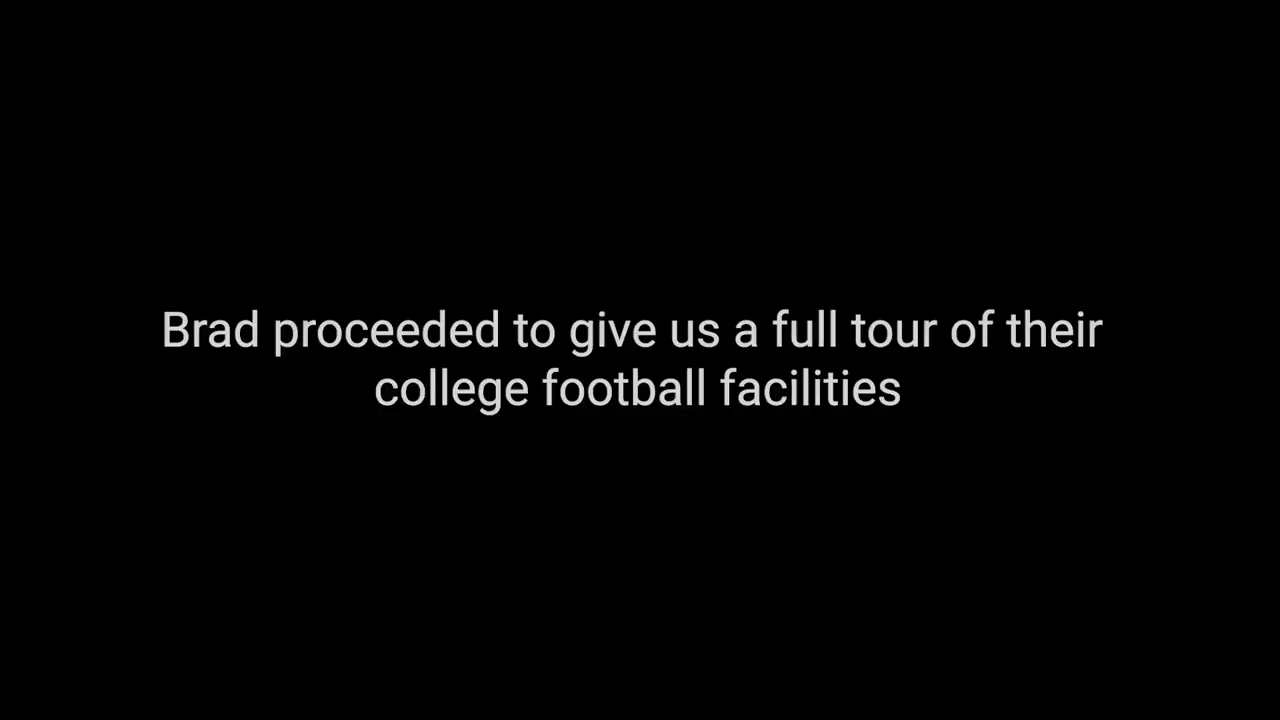 Brad proceeded to give us a full tour of their
college football facilities